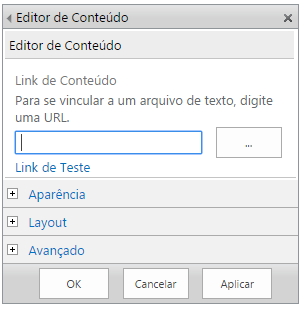 Editor de Conteúdo
Editor de Conteúdo
Link de Conteúdo
Para se vincular a um arquivo de texto, digite
uma URL.
...
Link de Teste
Aparência
Layout
Avançado
OK Cancelar Aplicar